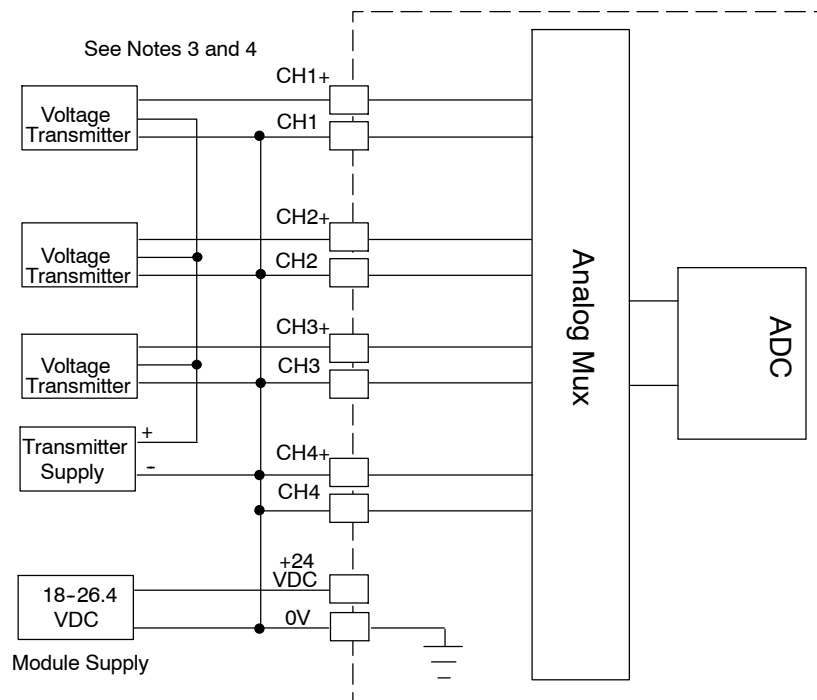 See Notes 3 and 4
CH1+
Voltage
Transmitter
CH1
CH2+
Voltage
Transmitter
CH2
CH3+
Voltage
Transmitter
CH3
Transmitter
Supply
+
-
CH4+
CH4
+24
VDC
18-26.4
VDC
0V
Module Supply
Analog Mux
ADC